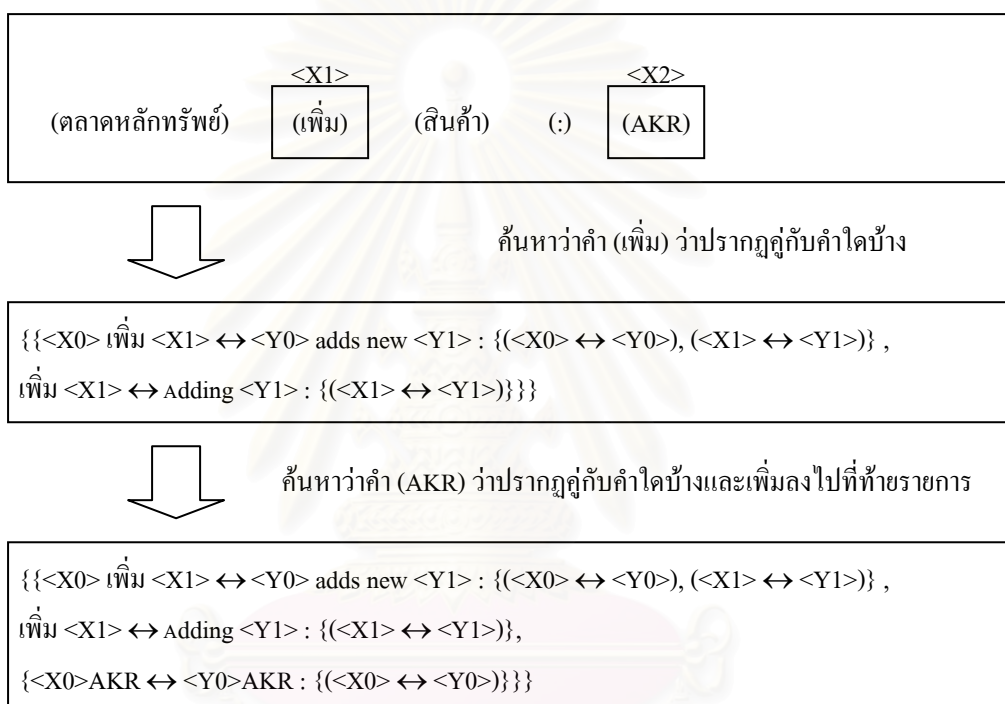 <X1> <X2>
(ตลาดหลักทรัพย์) (เพิ่ม) (สินค้า) (:) (AKR)
ค้นหาว่าคำ (เพิ่ม) ว่าปรากฏคู่กับคำใดบ้าง
{{<X0> เพิ่ม <X1> ↔ <Y0> adds new <Y1> : {(<X0> ↔ <Y0>), (<X1> ↔ <Y1>)} ,
เพิ่ม <X1> ↔ Adding <Y1> : {(<X1> ↔ <Y1>)}}}
ค้นหาว่าคำ (AKR) ว่าปรากฏคู่กับคำใดบ้างและเพิ่มลงไปที่ท้ายรายการ
{{<X0> เพิ่ม <X1> ↔ <Y0> adds new <Y1> : {(<X0> ↔ <Y0>), (<X1> ↔ <Y1>)} ,
เพิ่ม <X1> ↔ Adding <Y1> : {(<X1> ↔ <Y1>)},
{<X0>AKR ↔ <Y0>AKR : {(<X0> ↔ <Y0>)}}}